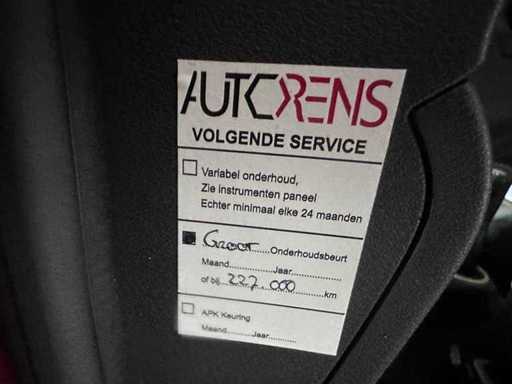 AUTORENS
VOLGENDE SERVICE
Variabel onderhoud,
Zie instrumenten paneel
Echter minimaal elke 24 maanden
Groot Onderhoudsbeurt
Maand..............Jaar..............
of bij 227.000 km
APK Keuring
Maand..........Jaar..........